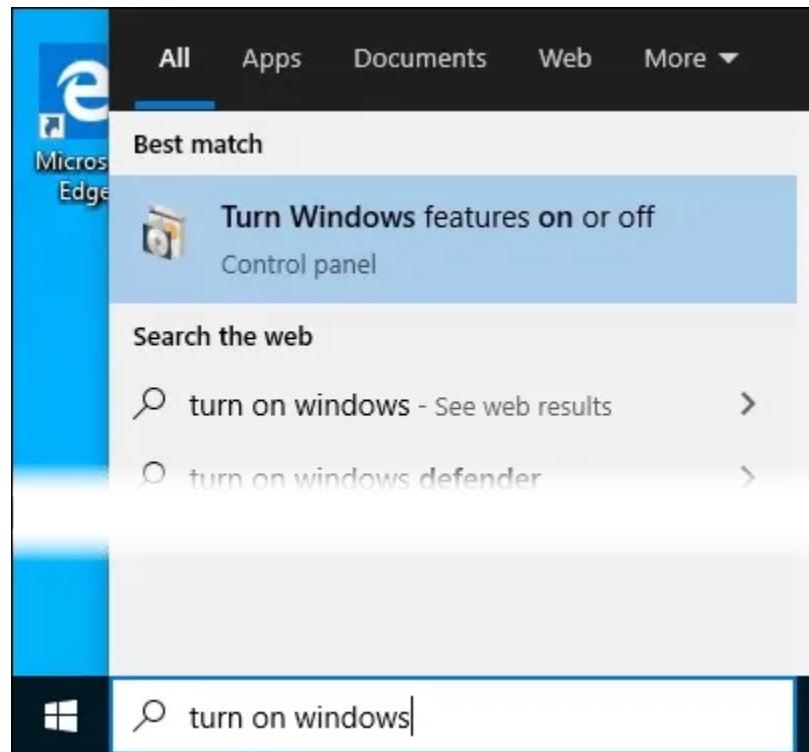 All Apps Documents Web More
Micros
Edge
Best match
Turn Windows features on or off
Control panel
Search the web
turn on windows - See web results
turn on windows defender
turn on windows